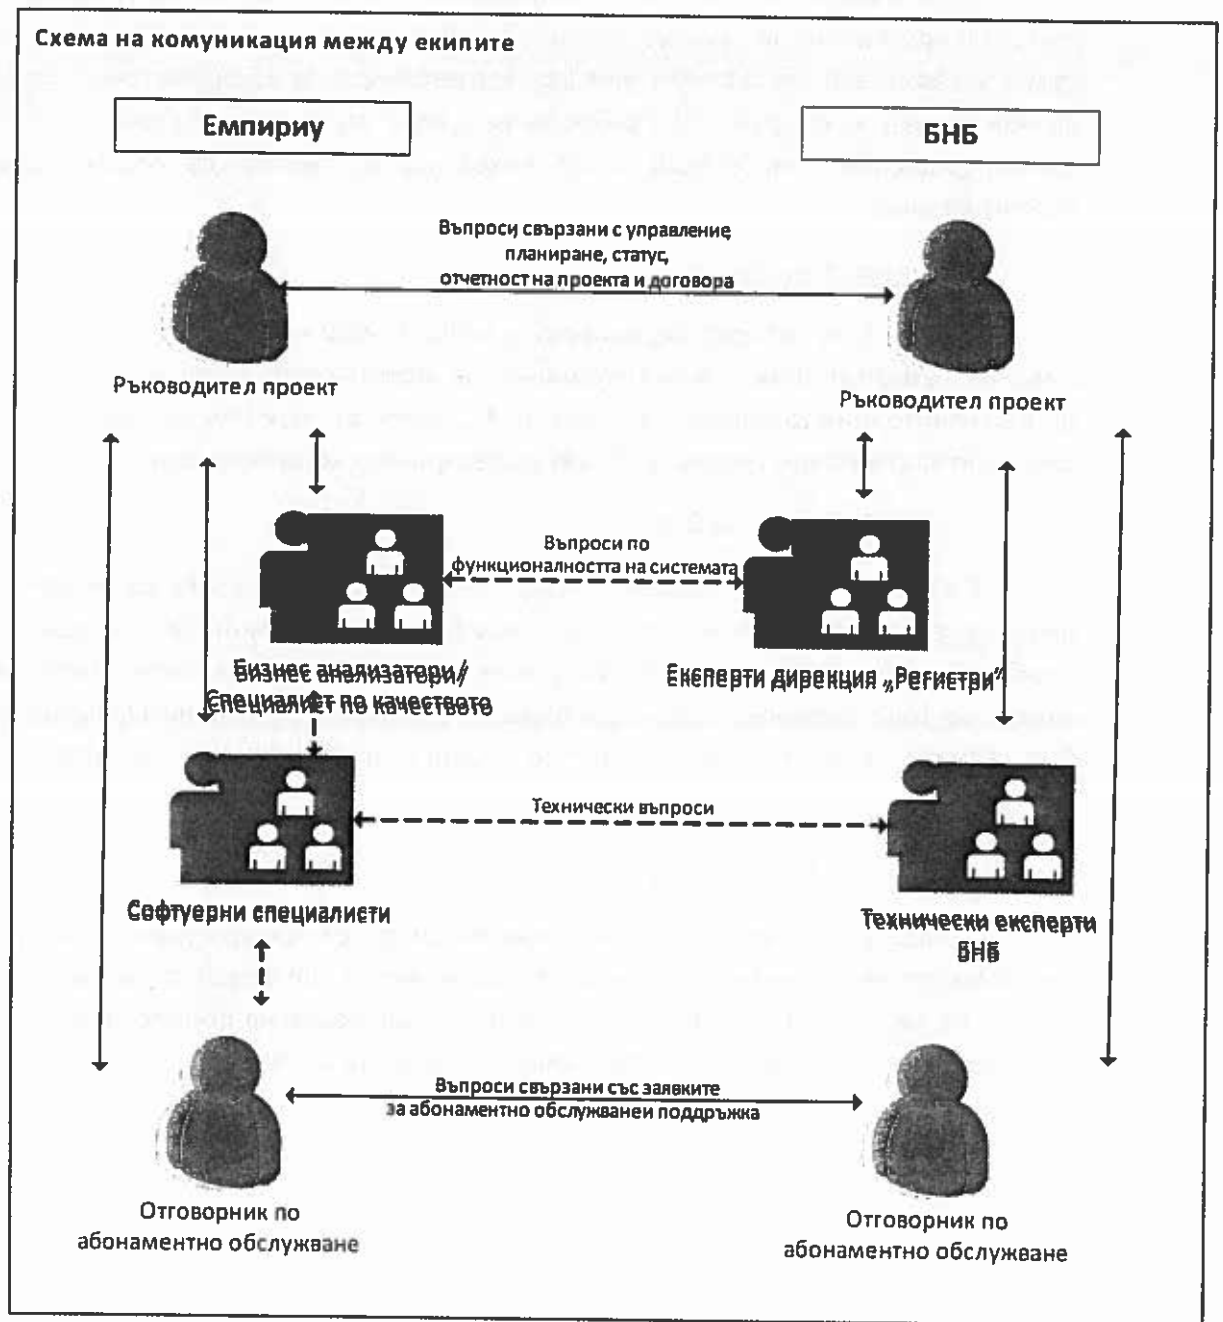 Схема на комуникация между екипите
Емпириу
БНБ
Въпроси свързани с управление,
планиране, статус,
отчетност на проекта и договора
Ръководител проект
Ръководител проект
Въпроси по
функционалността на системата
Бизнес анализатори/
Специалист по качеството
Експерти дирекция „Регистри“
Технически въпроси
Софтуерни специалисти
Технически експерти
БНБ
Въпроси свързани със заявките
за абонаментно обслужванеи поддръжка
Отговорник по
абонаментно обслужване
Отговорник по
абонаментно обслужване